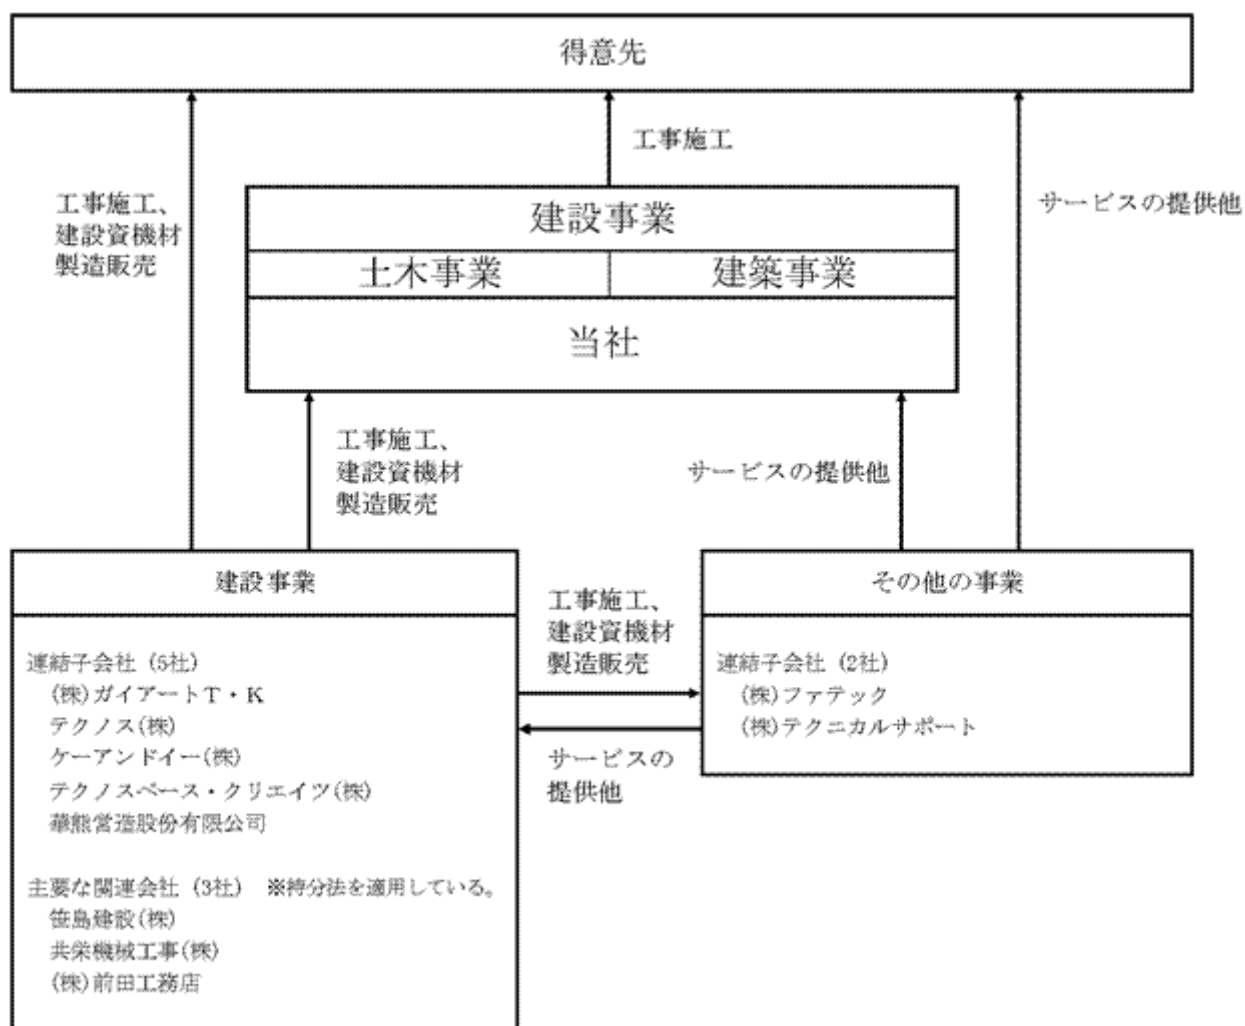 得意先
工事施工
工事施工、
建設資機材
製造販売
サービスの提供他
建設事業
土木事業
建築事業
当社
工事施工、
建設資機材
製造販売
サービスの提供他
建設事業
連結子会社 (5社)
(株)ガイアートT・K
テクノス(株)
ケーアンドイー(株)
テクノスペース・クリエイツ(株)
華熊営造股份有限公司
主要な関連会社 (3社) ※持分法を適用している。
笹島建設(株)
共栄機械工事(株)
(株)前田工務店
工事施工、
建設資機材
製造販売
サービスの
提供他
その他の事業
連結子会社 (2社)
(株)ファテック
(株)テクニカルサポート